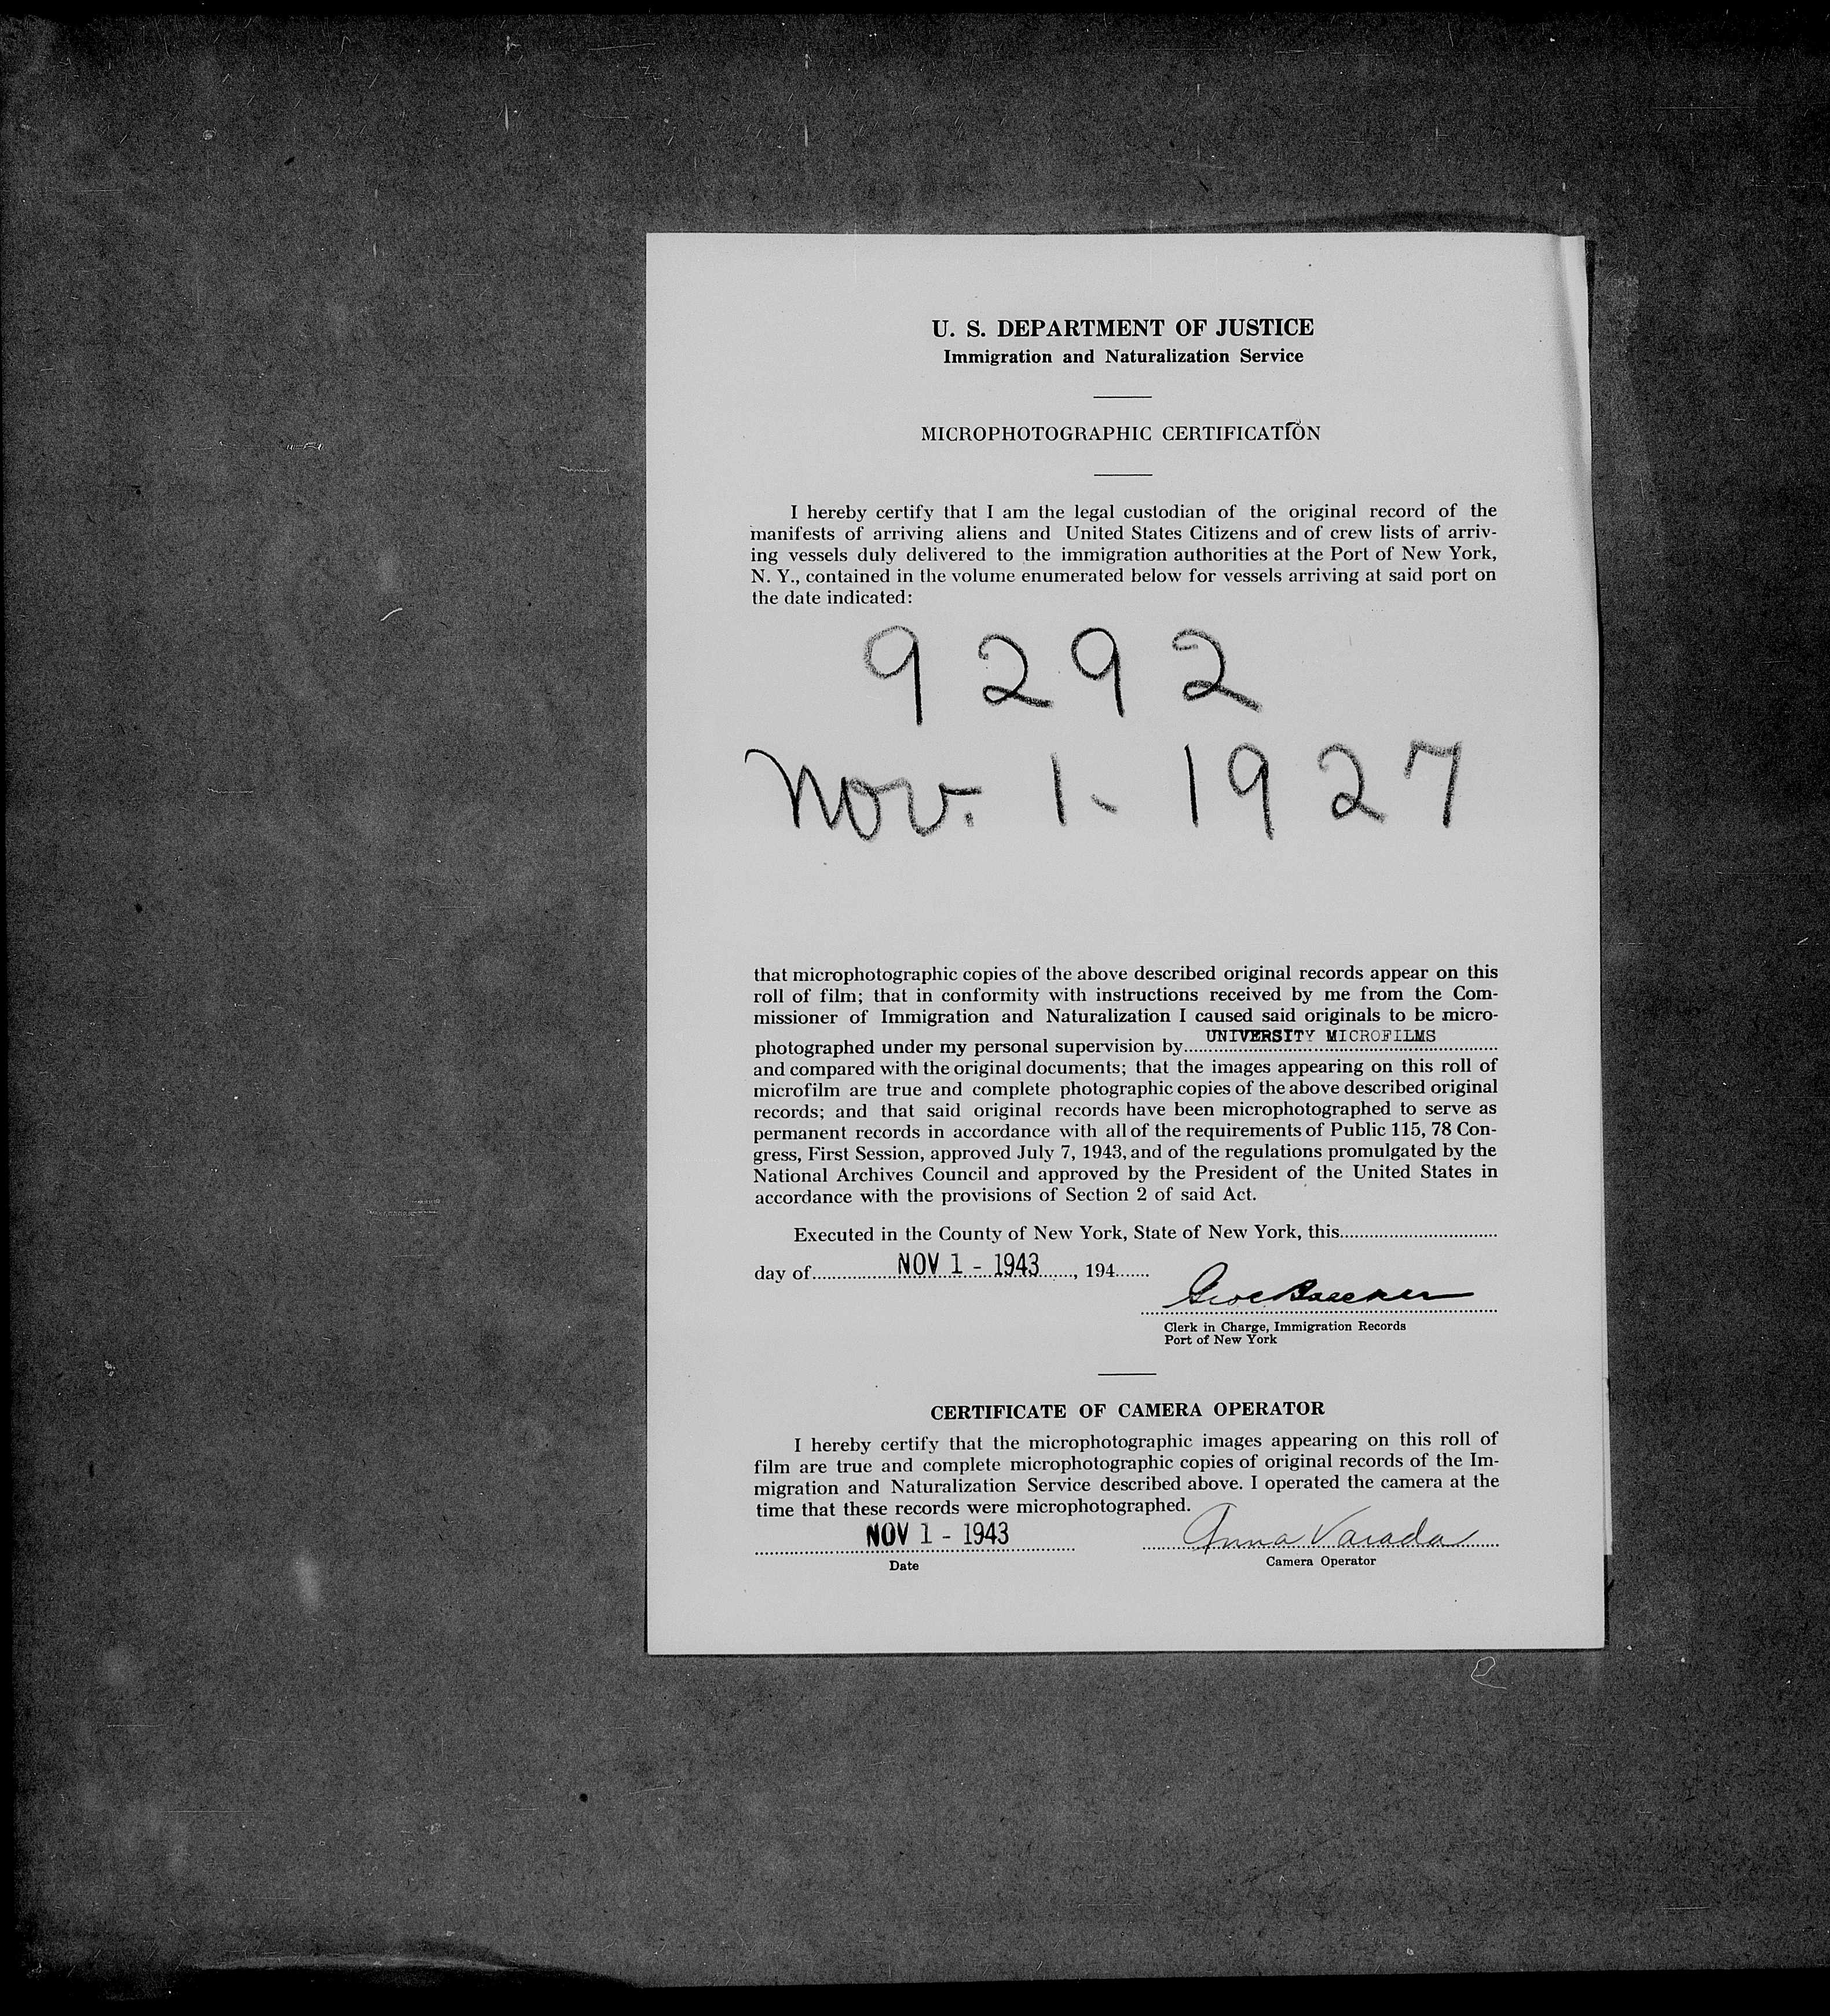 U. S. DEPARTMENT OF JUSTICE
Immigration and Naturalization Service
MICROPHOTOGRAPHIC CERTIFICATION
I hereby certify that I am the legal custodian of the original record of the
manifests of arriving aliens and United States Citizens and of crew lists of arriv-
ing vessels duly delivered to the immigration authorities at the Port of New York,
N. Y., contained in the volume enumerated below for vessels arriving at said port on
the date indicated:
9292
Nov. 1. 1927
that microphotographic copies of the above described original records appear on this
roll of film; that in conformity with instructions received by me from the Com-
missioner of Immigration and Naturalization I caused said originals to be micro-
photographed under my personal supervision by UNIVERSITY MICROFILMS
and compared with the original documents; that the images appearing on this roll of
microfilm are true and complete photographic copies of the above described original
records; and that said original records have been microphotographed to serve as
permanent records in accordance with all of the requirements of Public 115, 78 Con-
gress, First Session, approved July 7, 1943, and of the regulations promulgated by the
National Archives Council and approved by the President of the United States in
accordance with the provisions of Section 2 of said Act.
Executed in the County of New York, State of New York, this
day of NOV 1 - 1943, 194
Clerk in Charge, Immigration Records
Port of New York
CERTIFICATE OF CAMERA OPERATOR
I hereby certify that the microphotographic images appearing on this roll of
film are true and complete microphotographic copies of original records of the Im-
migration and Naturalization Service described above. I operated the camera at the
time that these records were microphotographed.
NOV 1 - 1943 Anna Varada
Date Camera Operator